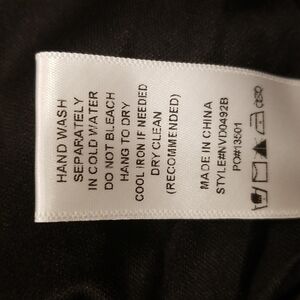 HAND WASH
SEPARATELY
IN COLD WATER
DO NOT BLEACH
HANG TO DRY
COOL IRON IF NEEDED
DRY CLEAN
(RECOMMENDED)
MADE IN CHINA
STYLE#NVD0492B
PO#13501